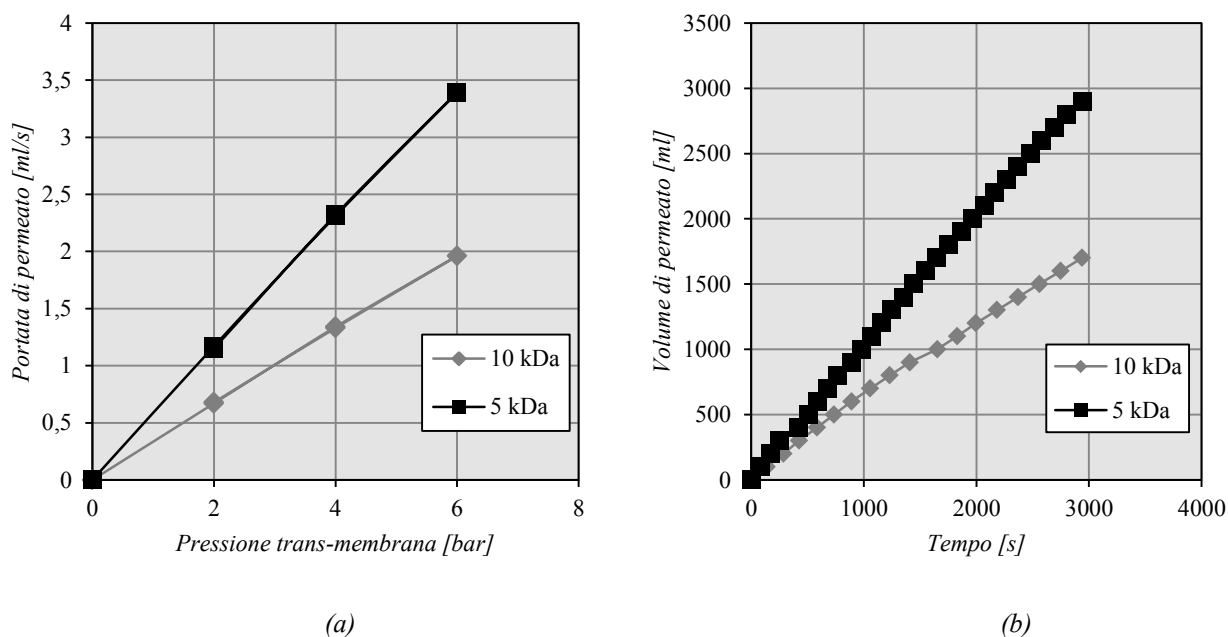 4
3,5
3
2,5
2
1,5
1
0,5
0
0
2
4
6
8
Portata di permeato [ml/s]
Pressione trans-membrana [bar]
10 kDa
5 kDa
(a)
3500
3000
2500
2000
1500
1000
500
0
0
1000
2000
3000
4000
Volume di permeato [ml]
Tempo [s]
10 kDa
5 kDa
(b)